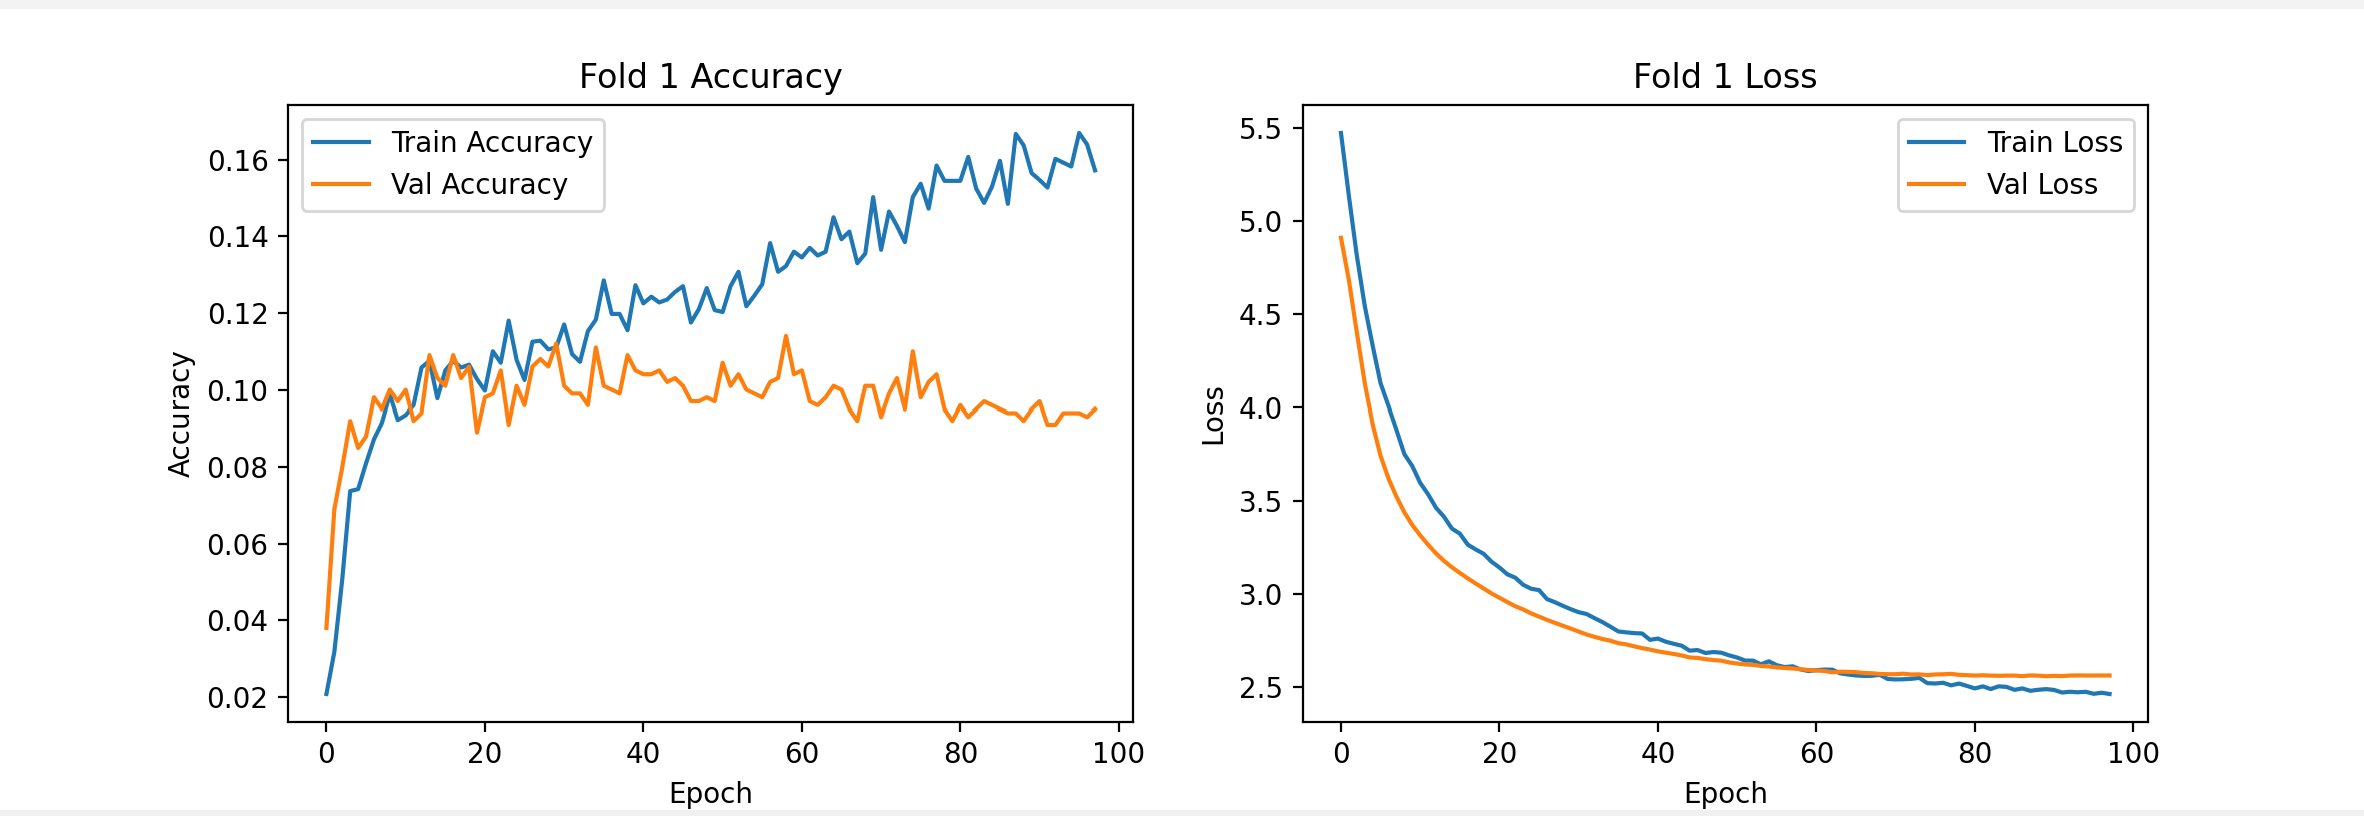 Fold 1 Accuracy
Train Accuracy
Val Accuracy
0.16
0.14
0.12
0.10
0.08
0.06
0.04
0.02
Accuracy
0 20 40 60 80 100
Epoch
Fold 1 Loss
Train Loss
Val Loss
5.5
5.0
4.5
4.0
3.5
3.0
2.5
Loss
0 20 40 60 80 100
Epoch